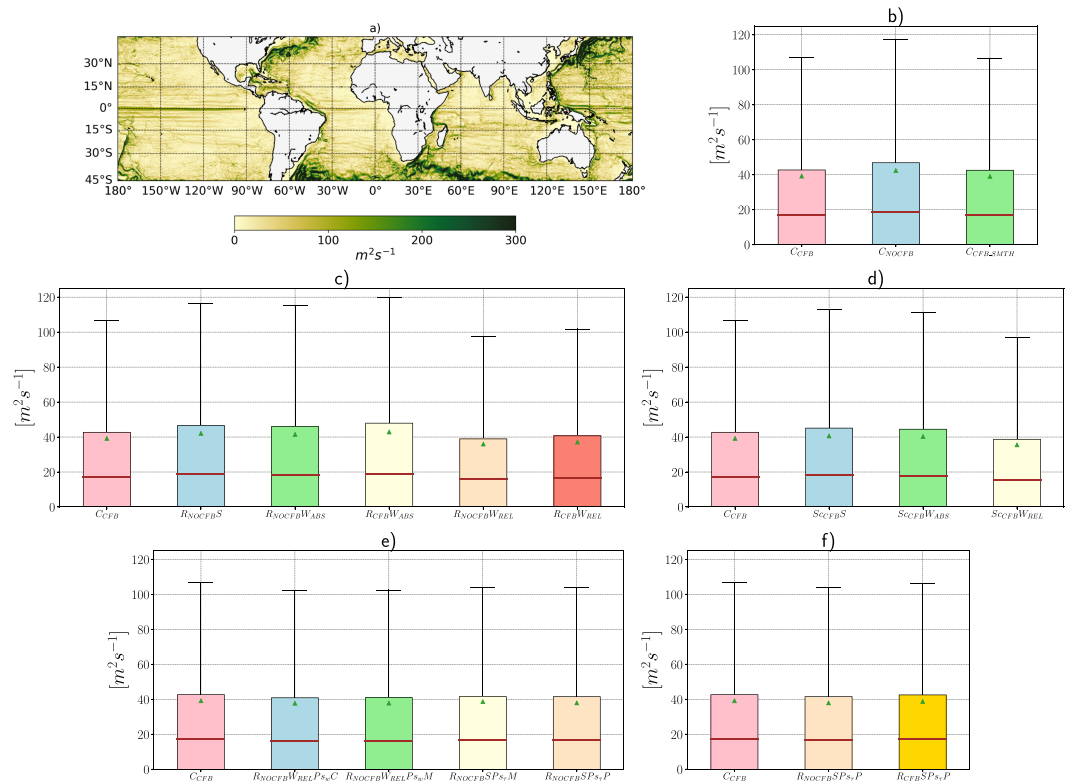 a)
30°N
15°N
0°
15°S
30°S
45°S
180° 150°W 120°W 90°W 60°W 30°W 0° 30°E 60°E 90°E 120°E 150°E 180°
0 100 200 300
m²s⁻¹
b)
[m²s⁻¹]
120
100
80
60
40
20
0
C_CFB C_NOCFB C_CFB_SMTH
c)
[m²s⁻¹]
120
100
80
60
40
20
0
C_CFB R_NOCFB S R_NOCFB W_ABS R_CFB W_ABS R_NOCFB W_REL R_CFB W_REL
d)
[m²s⁻¹]
120
100
80
60
40
20
0
C_CFB Sc_CFB S Sc_CFB W_ABS Sc_CFB W_REL
e)
[m²s⁻¹]
120
100
80
60
40
20
0
C_CFB R_NOCFB W_REL Ps_w C R_NOCFB W_REL Ps_w M R_NOCFB SPs_τ M R_NOCFB SPs_τ P
f)
[m²s⁻¹]
120
100
80
60
40
20
0
C_CFB R_NOCFB SPs_τ P R_CFB SPs_τ P